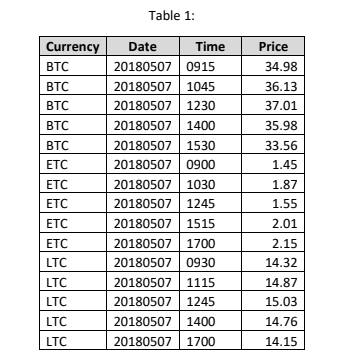 Table 1:
Currency Date Time Price
BTC 20180507 0915 34.98
BTC 20180507 1045 36.13
BTC 20180507 1230 37.01
BTC 20180507 1400 35.98
BTC 20180507 1530 33.56
ETC 20180507 0900 1.45
ETC 20180507 1030 1.87
ETC 20180507 1245 1.55
ETC 20180507 1515 2.01
ETC 20180507 1700 2.15
LTC 20180507 0930 14.32
LTC 20180507 1115 14.87
LTC 20180507 1245 15.03
LTC 20180507 1400 14.76
LTC 20180507 1700 14.15